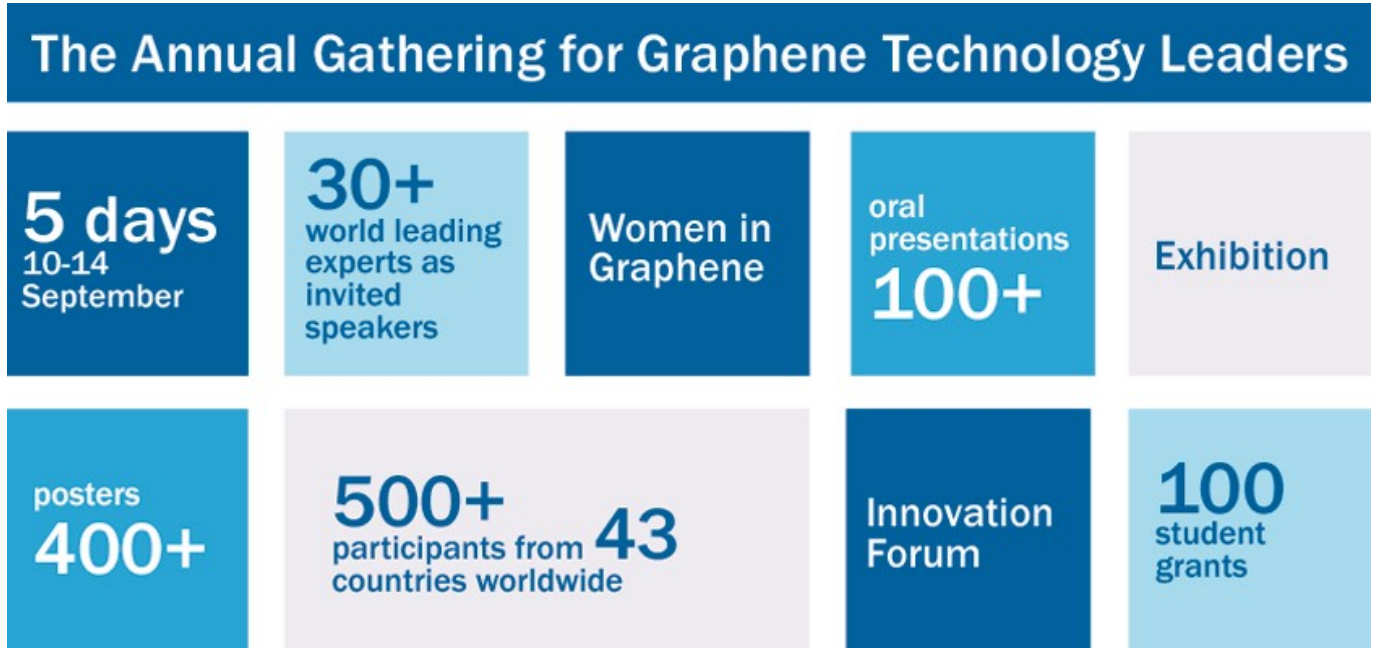 The Annual Gathering for Graphene Technology Leaders
5 days
10-14
September
30+
world leading
experts as
invited
speakers
Women in
Graphene
oral
presentations
100+
Exhibition
posters
400+
500+
participants from 43
countries worldwide
Innovation
Forum
100
student
grants